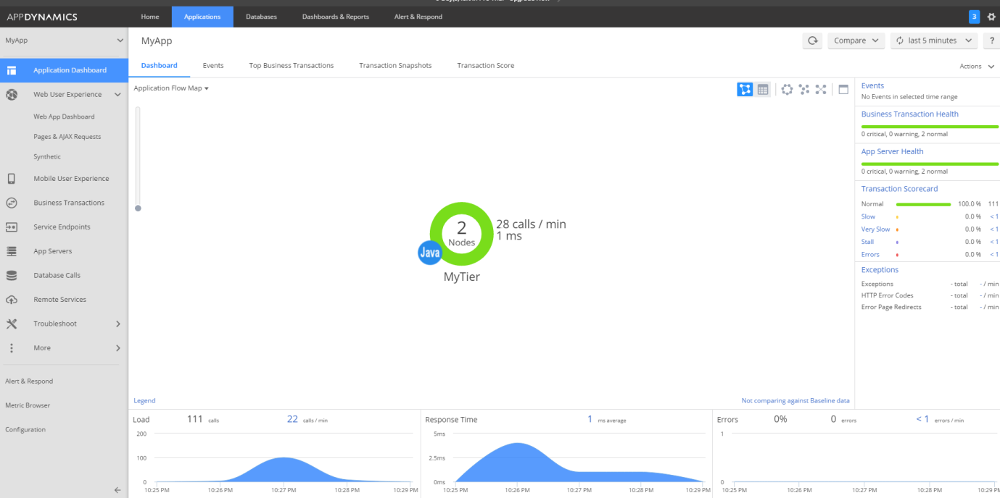 APPDYNAMICS
Home
Applications
Databases
Dashboards & Reports
Alert & Respond
3
MyApp
Application Dashboard
Web User Experience
Web App Dashboard
Pages & AJAX Requests
Synthetic
Mobile User Experience
Business Transactions
Service Endpoints
App Servers
Database Calls
Remote Services
Troubleshoot
More
Alert & Respond
Metric Browser
Configuration
MyApp
Compare
last 5 minutes
?
Dashboard
Events
Top Business Transactions
Transaction Snapshots
Transaction Score
Actions
Application Flow Map
2
Nodes
Java
28 calls / min
1 ms
MyTier
Legend
Not comparing against Baseline data
Events
No Events in selected time range
Business Transaction Health
0 critical, 0 warning, 2 normal
App Server Health
0 critical, 0 warning, 2 normal
Transaction Scorecard
Normal 100.0 % 111
Slow 0.0 % < 1
Very Slow 0.0 % < 1
Stall 0.0 % < 1
Errors 0.0 % < 1
Exceptions
Exceptions - total - / min
HTTP Error Codes - total - / min
Error Page Redirects - total - / min
Load 111 calls 22 calls / min
200
100
0
10:25 PM 10:26 PM 10:27 PM 10:28 PM 10:29 PM
Response Time 1 ms average
5ms
2.5ms
0ms
10:25 PM 10:26 PM 10:27 PM 10:28 PM 10:29 PM
Errors 0% 0 errors < 1 errors / min
1
0
10:25 PM 10:26 PM 10:27 PM 10:28 PM 10:29 P